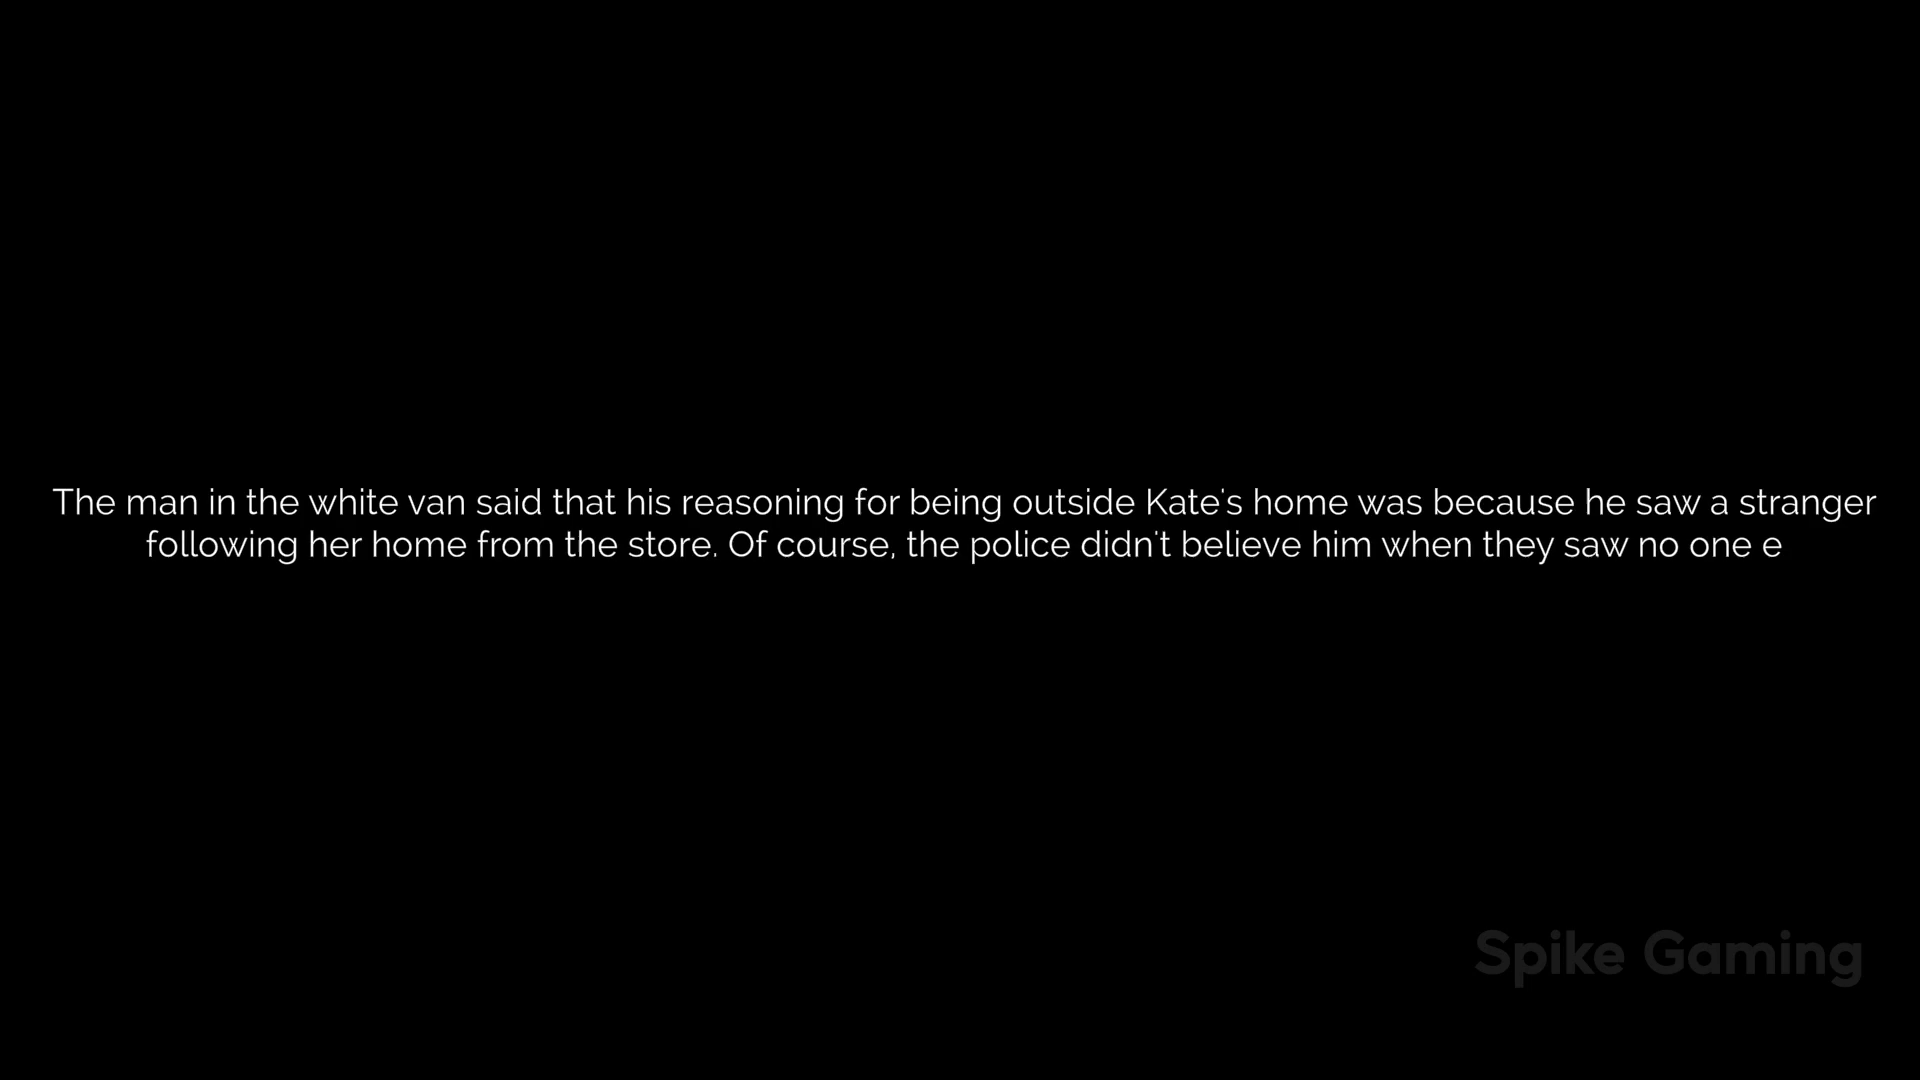 The man in the white van said that his reasoning for being outside Kate's home was because he saw a stranger
following her home from the store. Of course, the police didn't believe him when they saw no one e
Spike Gaming